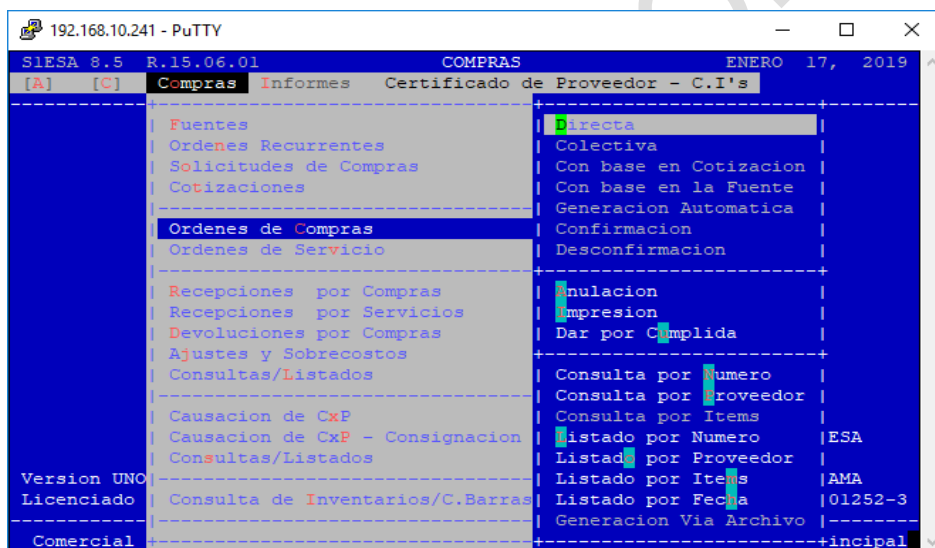 192.168.10.241 - PuTTY
S1ESA 8.5 R.15.06.01 COMPRAS ENERO 17, 2019
[A] [C] Compras Informes Certificado de Proveedor - C.I's
Fuentes
Ordenes Recurrentes
Solicitudes de Compras
Cotizaciones
Ordenes de Compras
Ordenes de Servicio
Recepciones por Compras
Recepciones por Servicios
Devoluciones por Compras
Ajustes y Sobrecostos
Consultas/Listados
Causacion de CxP
Causacion de CxP - Consignacion
Consultas/Listados
Consulta de Inventarios/C.Barras
Directa
Colectiva
Con base en Cotizacion
Con base en la Fuente
Generacion Automatica
Confirmacion
Desconfirmacion
Anulacion
Impresion
Dar por Cumplida
Consulta por Numero
Consulta por Proveedor
Consulta por Items
Listado por Numero
Listado por Proveedor
Listado por Items
Listado por Fecha
Generacion Via Archivo
ESA
Version UNO
AMA
Licenciado
01252-3
Comercial
incipal